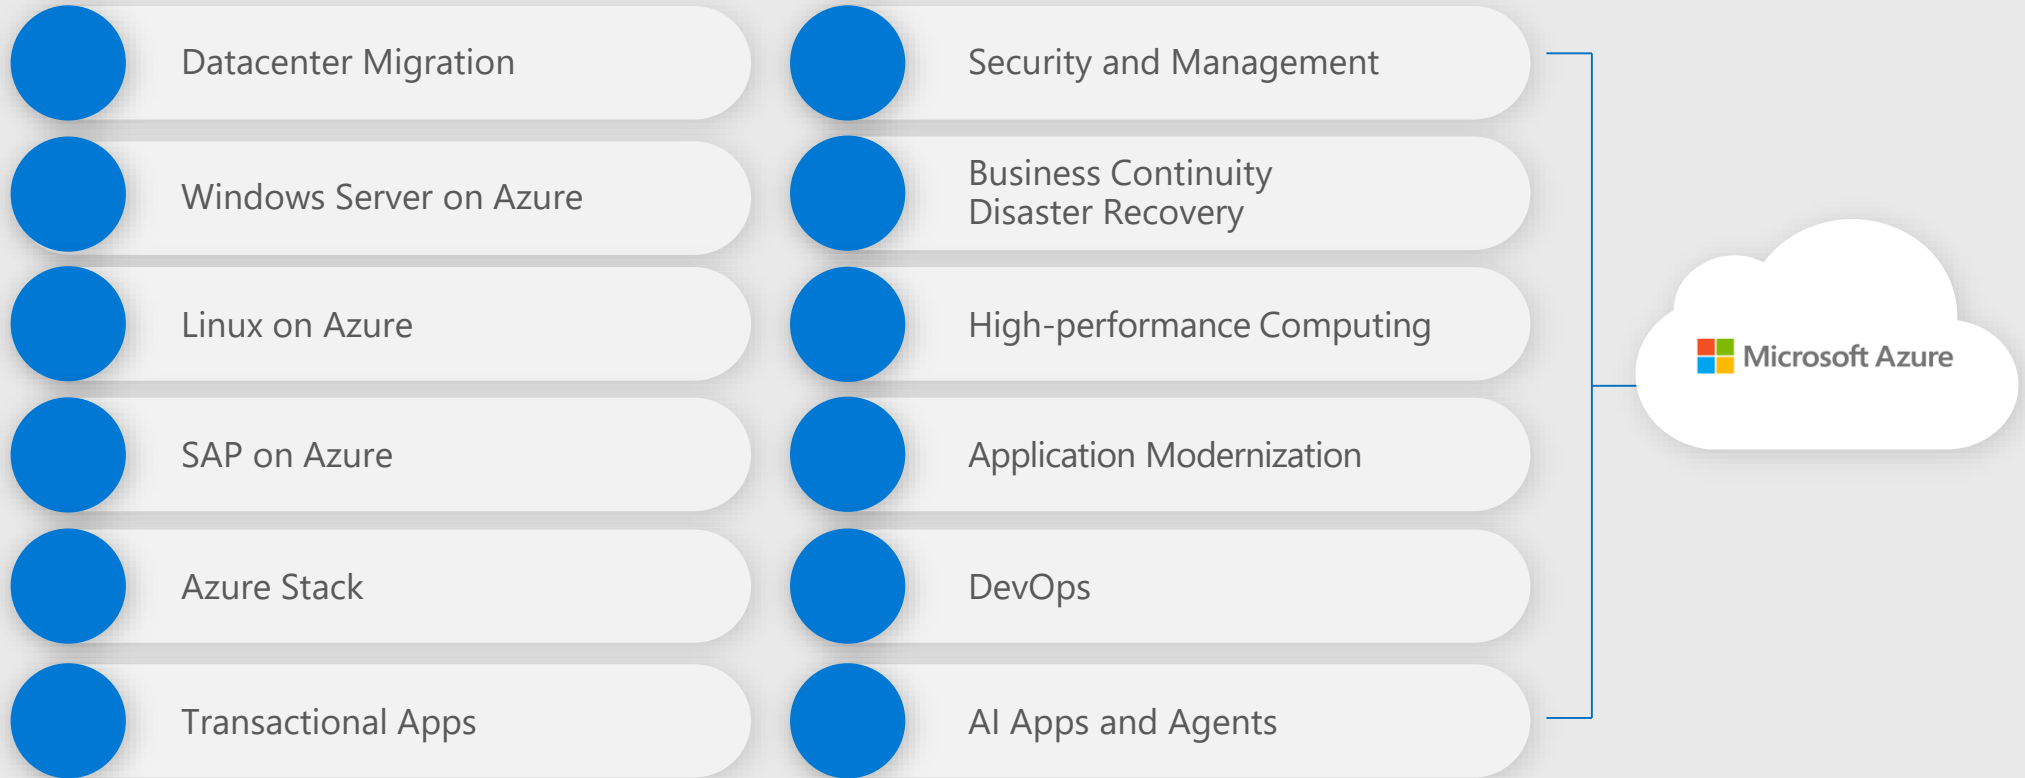 Datacenter Migration
Windows Server on Azure
Linux on Azure
SAP on Azure
Azure Stack
Transactional Apps
Security and Management
Business Continuity
Disaster Recovery
High-performance Computing
Application Modernization
DevOps
AI Apps and Agents
Microsoft Azure